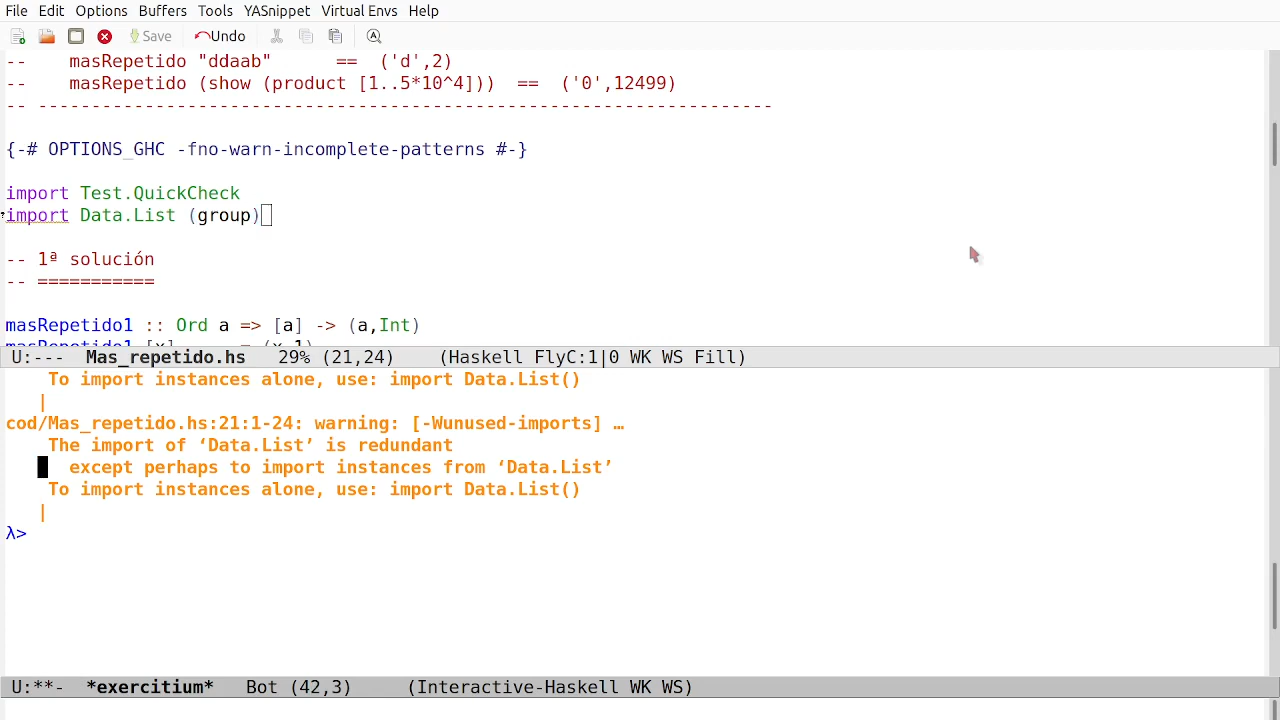 File Edit Options Buffers Tools YASnippet Virtual Envs Help
Save Undo
--    masRepetido "ddaab"      ==  ('d',2)
--    masRepetido (show (product [1..5*10^4]))  ==  ('0',12499)
-- ---------------------------------------------------------------------
{-# OPTIONS_GHC -fno-warn-incomplete-patterns #-}
import Test.QuickCheck
import Data.List (group)
-- 1ª solución
-- ===========
masRepetido1 :: Ord a => [a] -> (a,Int)
masRepetido1 [x]      = (x,1)
U:---  Mas_repetido.hs   29% (21,24)    (Haskell FlyC:1|0 WK WS Fill)
To import instances alone, use: import Data.List()
|
cod/Mas_repetido.hs:21:1-24: warning: [-Wunused-imports] …
The import of ‘Data.List’ is redundant
except perhaps to import instances from ‘Data.List’
To import instances alone, use: import Data.List()
|
λ>
U:**-  *exercitium*   Bot (42,3)     (Interactive-Haskell WK WS)